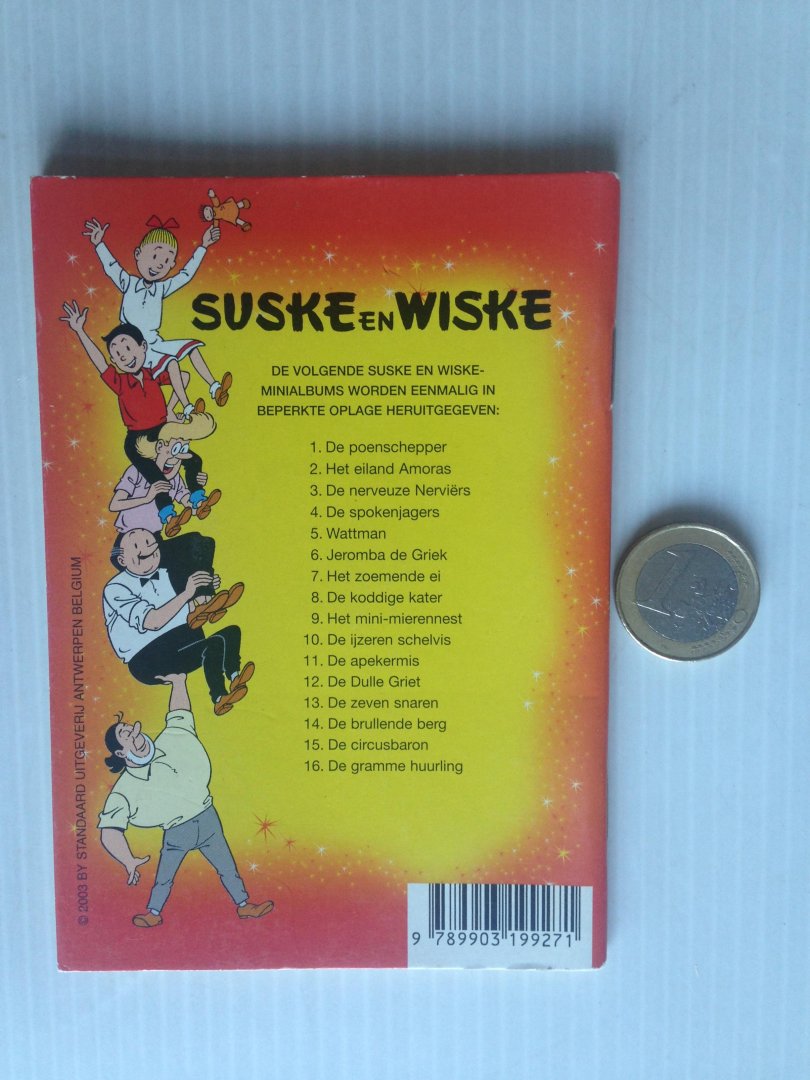 SUSKE EN WISKE
DE VOLGENDE SUSKE EN WISKE-
MINIALBUMS WORDEN EENMALIG IN
BEPERKTE OPLAGE HERUITGEGEVEN:
1. De poenschepper
2. Het eiland Amoras
3. De nerveuze Nerviërs
4. De spokenjagers
5. Wattman
6. Jeromba de Griek
7. Het zoemende ei
8. De koddige kater
9. Het mini-mierennest
10. De ijzeren schelvis
11. De apekermis
12. De Dulle Griet
13. De zeven snaren
14. De brullende berg
15. De circusbaron
16. De gramme huurling
© 2003 BY STANDAARD UITGEVERIJ ANTWERPEN BELGIUM
9 789903 199271
1